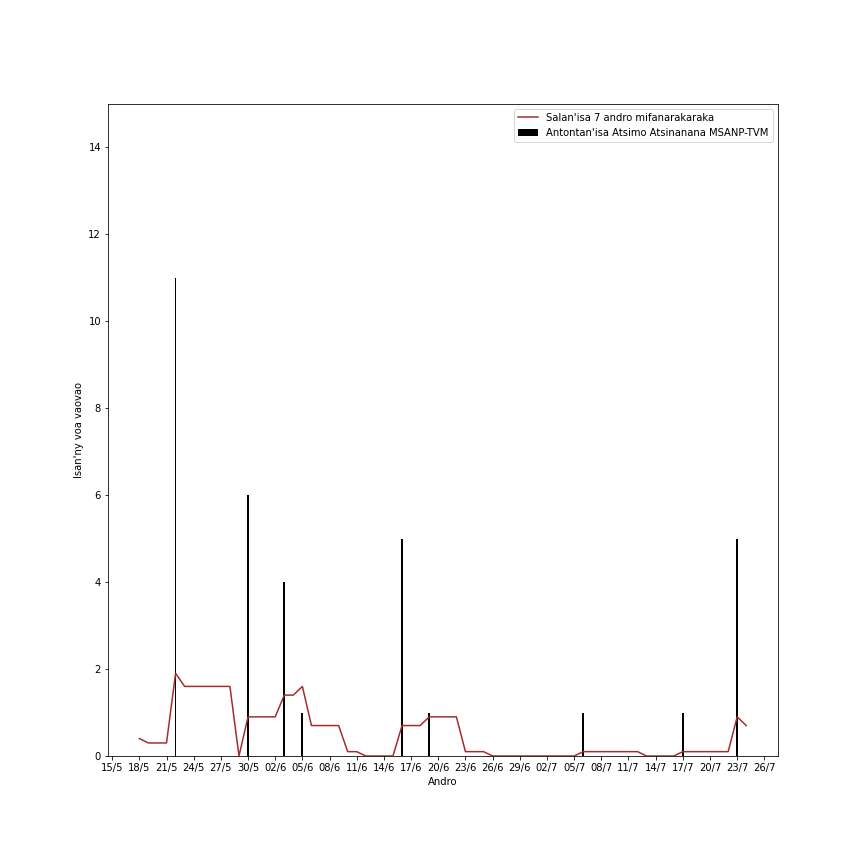 Salan'isa 7 andro mifanarakaraka
Antontan'isa Atsimo Atsinanana MSANP-TVM
14
12
10
8
6
4
2
0
Isan'ny voa vaovao
15/5 18/5 21/5 24/5 27/5 30/5 02/6 05/6 08/6 11/6 14/6 17/6 20/6 23/6 26/6 29/6 02/7 05/7 08/7 11/7 14/7 17/7 20/7 23/7 26/7
Andro